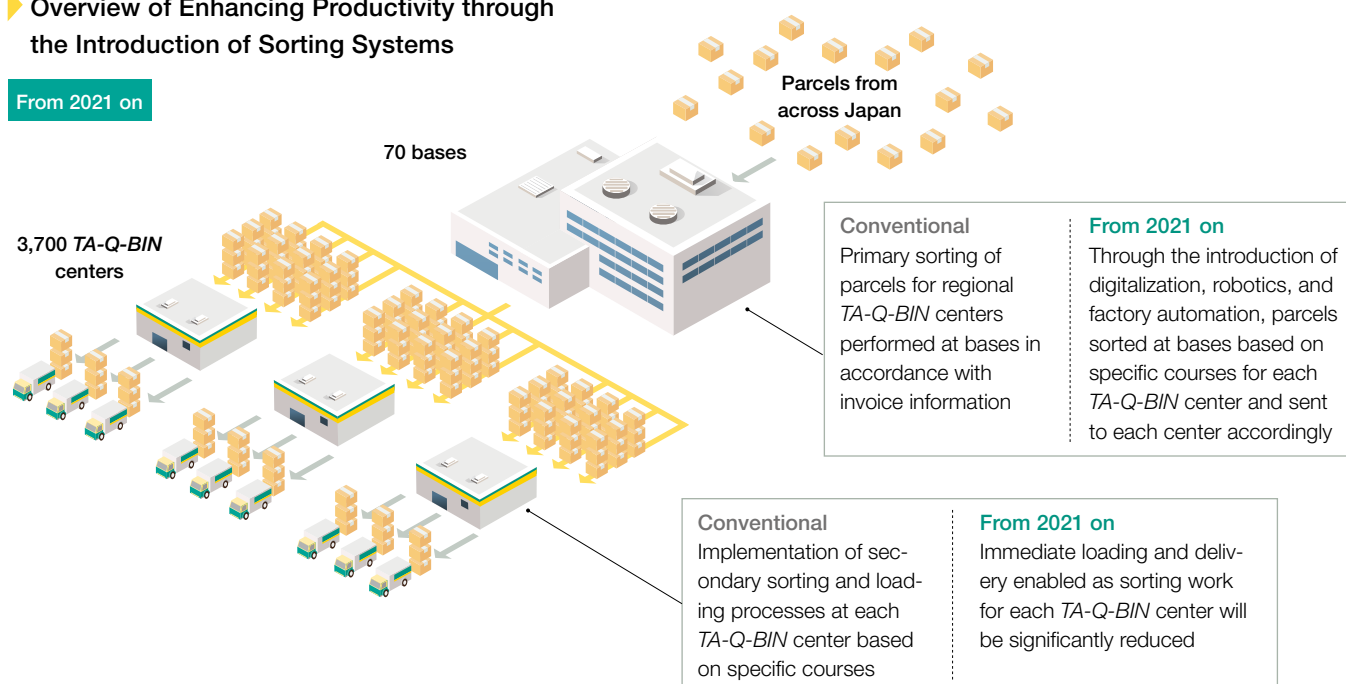 Overview of Enhancing Productivity through
the Introduction of Sorting Systems
From 2021 on
Parcels from
across Japan
70 bases
3,700 TA-Q-BIN
centers
Conventional
Primary sorting of
parcels for regional
TA-Q-BIN centers
performed at bases in
accordance with
invoice information
From 2021 on
Through the introduction of
digitalization, robotics, and
factory automation, parcels
sorted at bases based on
specific courses for each
TA-Q-BIN center and sent
to each center accordingly
Conventional
Implementation of sec-
ondary sorting and load-
ing processes at each
TA-Q-BIN center based
on specific courses
From 2021 on
Immediate loading and deliv-
ery enabled as sorting work
for each TA-Q-BIN center will
be significantly reduced